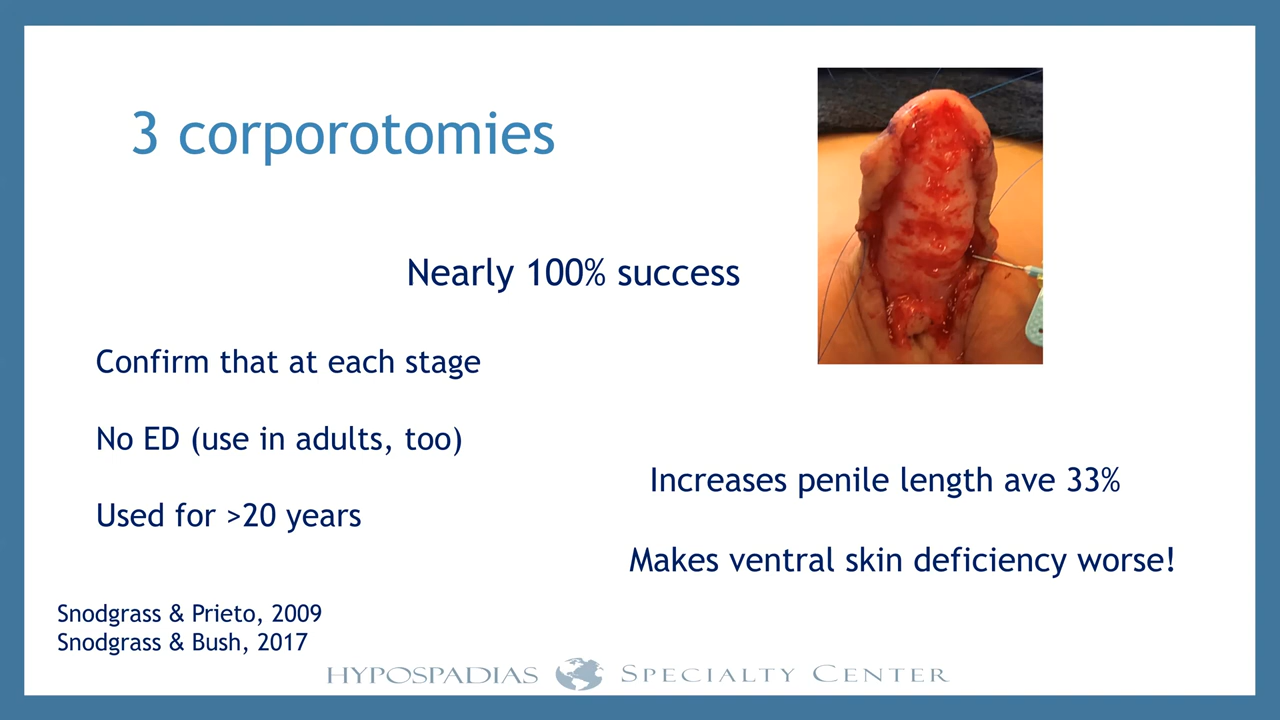 3 corporotomies
Nearly 100% success
Confirm that at each stage
No ED (use in adults, too)
Used for >20 years
Increases penile length ave 33%
Makes ventral skin deficiency worse!
Snodgrass & Prieto, 2009
Snodgrass & Bush, 2017
HYPOSPADIAS SPECIALTY CENTER